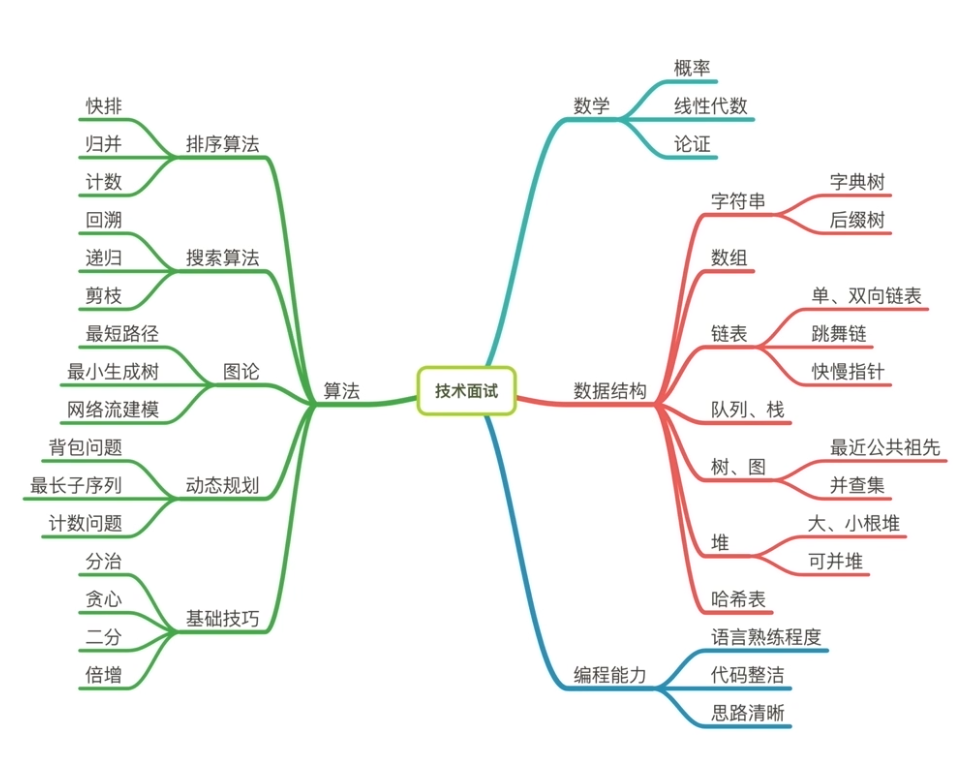 技术面试
数学
概率
线性代数
论证
数据结构
字符串
字典树
后缀树
数组
链表
单、双向链表
跳舞链
快慢指针
队列、栈
树、图
最近公共祖先
并查集
堆
大、小根堆
可并堆
哈希表
编程能力
语言熟练程度
代码整洁
思路清晰
算法
排序算法
快排
归并
计数
搜索算法
回溯
递归
剪枝
图论
最短路径
最小生成树
网络流建模
动态规划
背包问题
最长子序列
计数问题
基础技巧
分治
贪心
二分
倍增